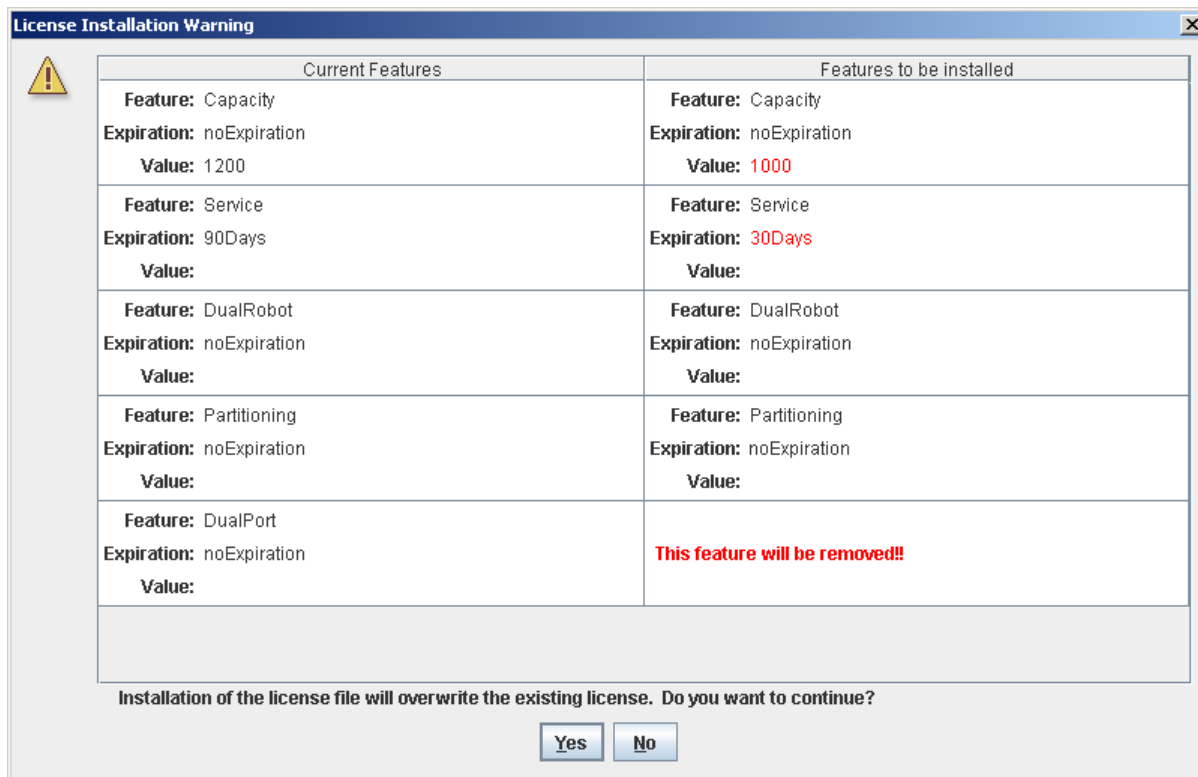 License Installation Warning
Current Features Features to be installed
Feature: Capacity Feature: Capacity
Expiration: noExpiration Expiration: noExpiration
Value: 1200 Value: 1000
Feature: Service Feature: Service
Expiration: 90Days Expiration: 30Days
Value: Value:
Feature: DualRobot Feature: DualRobot
Expiration: noExpiration Expiration: noExpiration
Value: Value:
Feature: Partitioning Feature: Partitioning
Expiration: noExpiration Expiration: noExpiration
Value: Value:
Feature: DualPort
Expiration: noExpiration This feature will be removed!!
Value:
Installation of the license file will overwrite the existing license. Do you want to continue?
Yes No